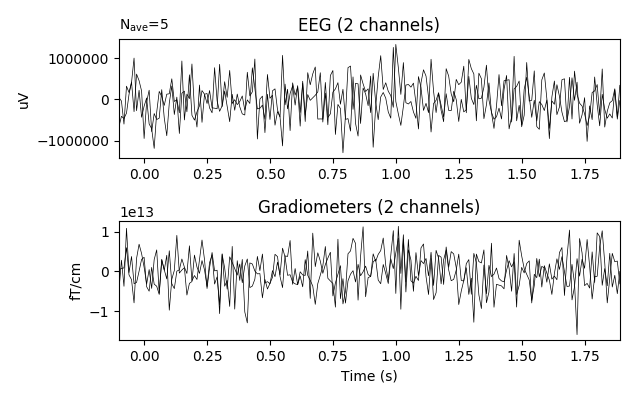 N_ave=5
EEG (2 channels)
1000000
0
−1000000
uV
0.00 0.25 0.50 0.75 1.00 1.25 1.50 1.75
1e13
Gradiometers (2 channels)
1
0
−1
fT/cm
0.00 0.25 0.50 0.75 1.00 1.25 1.50 1.75
Time (s)